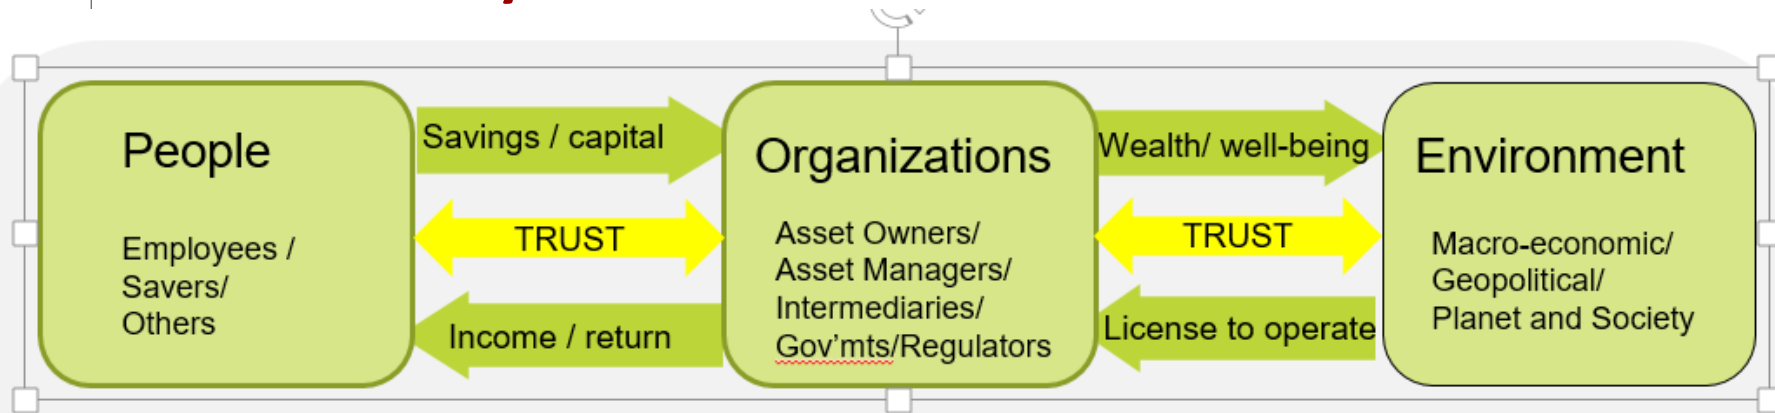 People
Employees /
Savers/
Others
Savings / capital
TRUST
Income / return
Organizations
Asset Owners/
Asset Managers/
Intermediaries/
Gov’mts/Regulators
Wealth/ well-being
TRUST
License to operate
Environment
Macro-economic/
Geopolitical/
Planet and Society